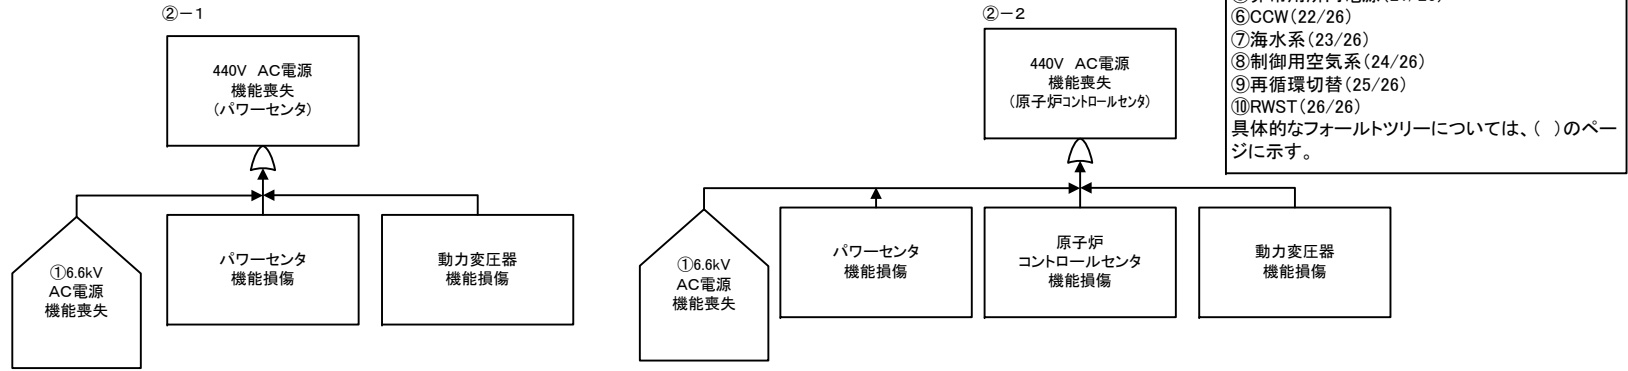 ②－1
440V　AC電源
機能喪失
（パワーセンタ）
①6.6kV
AC電源
機能喪失
パワーセンタ
機能損傷
動力変圧器
機能損傷
②－2
440V　AC電源
機能喪失
（原子炉コントロールセンタ）
①6.6kV
AC電源
機能喪失
パワーセンタ
機能損傷
原子炉
コントロールセンタ
機能損傷
動力変圧器
機能損傷
⑥CCW（22/26）
⑦海水系（23/26）
⑧制御用空気系（24/26）
⑨再循環切替（25/26）
⑩RWST（26/26）
具体的なフォールトツリーについては、（　）のペー
ジに示す。